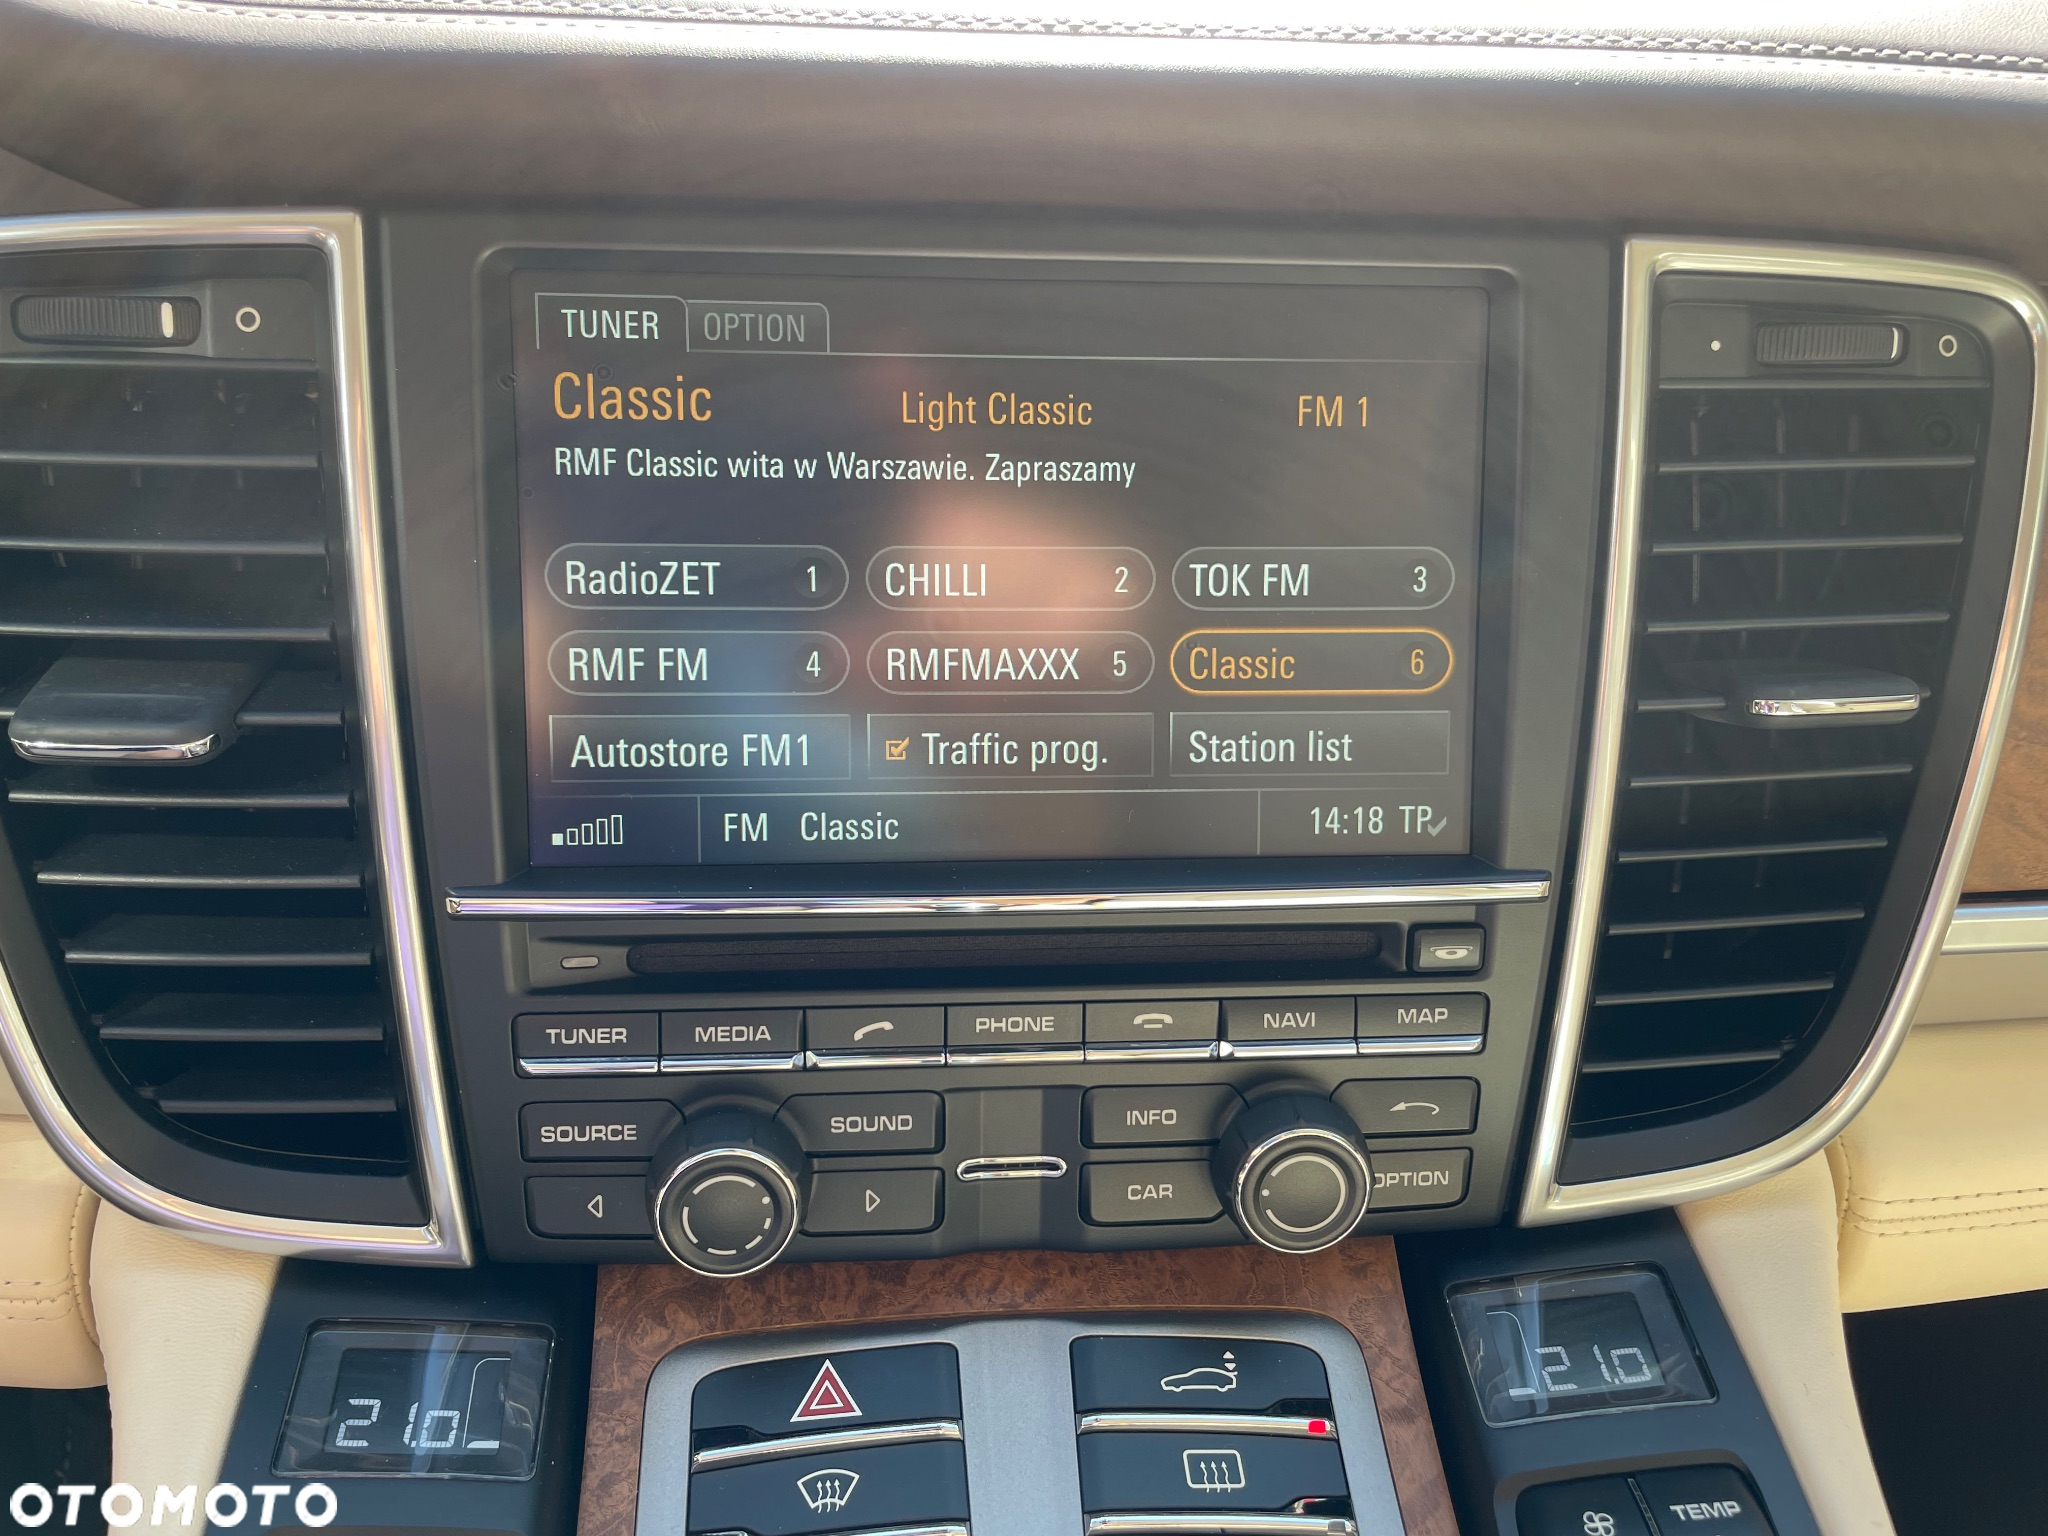 TUNER OPTION
Classic Light Classic FM 1
RMF Classic wita w Warszawie. Zapraszamy
RadioZET 1 CHILLI 2 TOK FM 3
RMF FM 4 RMFMAXXX 5 Classic 6
Autostore FM1 Traffic prog. Station list
FM Classic 14:18 TP
TUNER MEDIA PHONE NAVI MAP
SOURCE SOUND INFO
CAR OPTION
21.0
TEMP
OTOMOTO